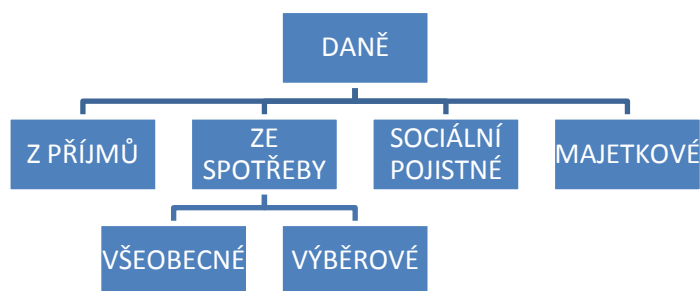 DANĚ
Z PŘÍJMŮ
ZE
SPOTŘEBY
SOCIÁLNÍ
POJISTNÉ
MAJETKOVÉ
VŠEOBECNÉ
VÝBĚROVÉ